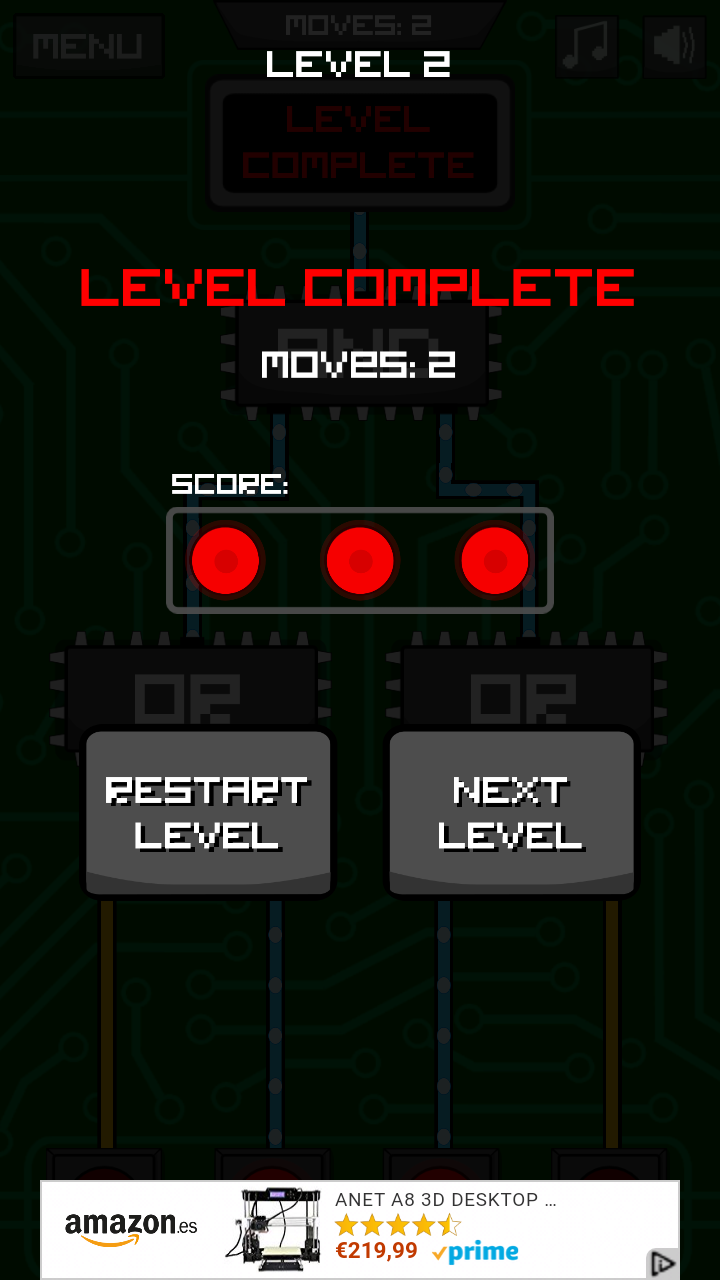 MENU
MOVES: 2
LEVEL 2
LEVEL
COMPLETE
LEVEL COMPLETE
AND
MOVES: 2
SCORE:
OR OR
RESTART
LEVEL
NEXT
LEVEL
amazon.es
ANET A8 3D DESKTOP ...
€219,99 prime